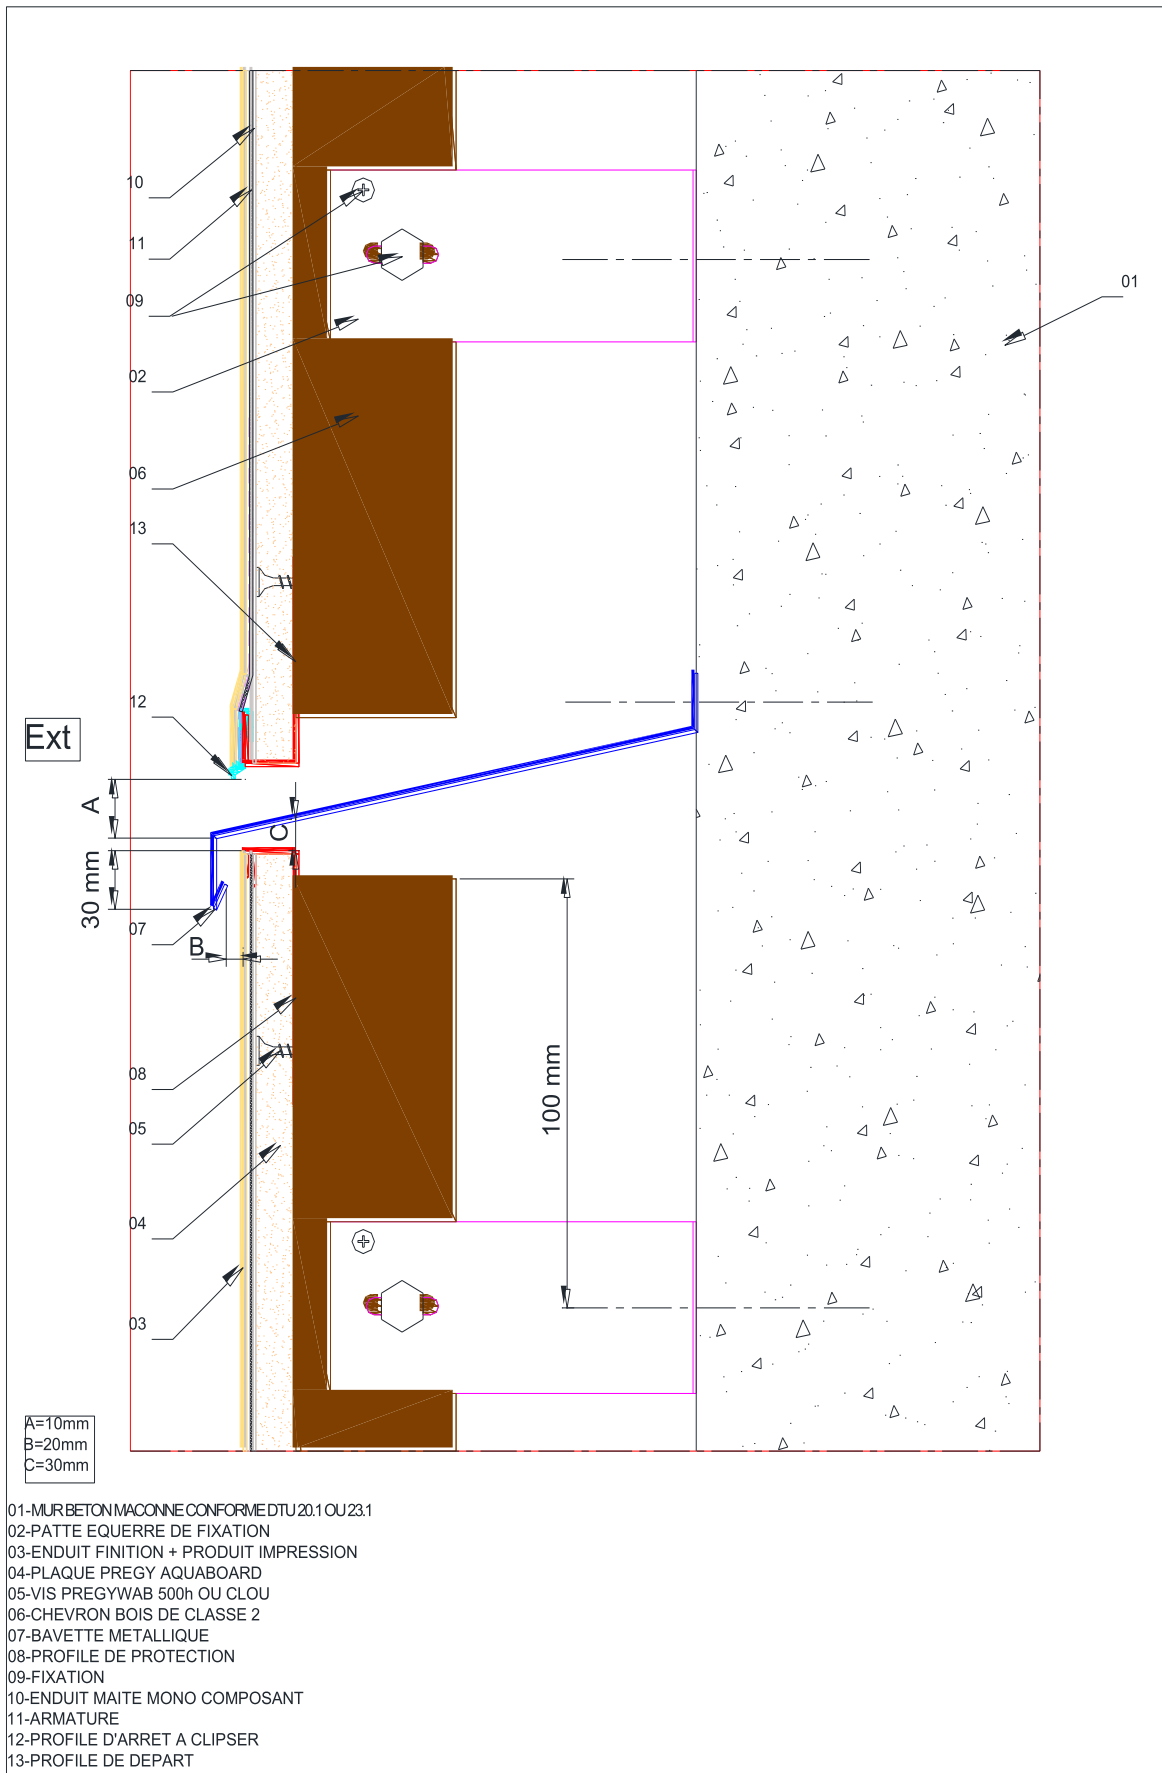 10
11
09
01
02
06
13
12
Ext
A
C
30 mm
07
B
08
100 mm
05
04
03
A=10mm
B=20mm
C=30mm
01-MUR BETON MACONNE CONFORME DTU 20.1 OU 23.1
02-PATTE EQUERRE DE FIXATION
03-ENDUIT FINITION + PRODUIT IMPRESSION
04-PLAQUE PREGY AQUABOARD
05-VIS PREGYWAB 500h OU CLOU
06-CHEVRON BOIS DE CLASSE 2
07-BAVETTE METALLIQUE
08-PROFILE DE PROTECTION
09-FIXATION
10-ENDUIT MAITE MONO COMPOSANT
11-ARMATURE
12-PROFILE D'ARRET A CLIPSER
13-PROFILE DE DEPART